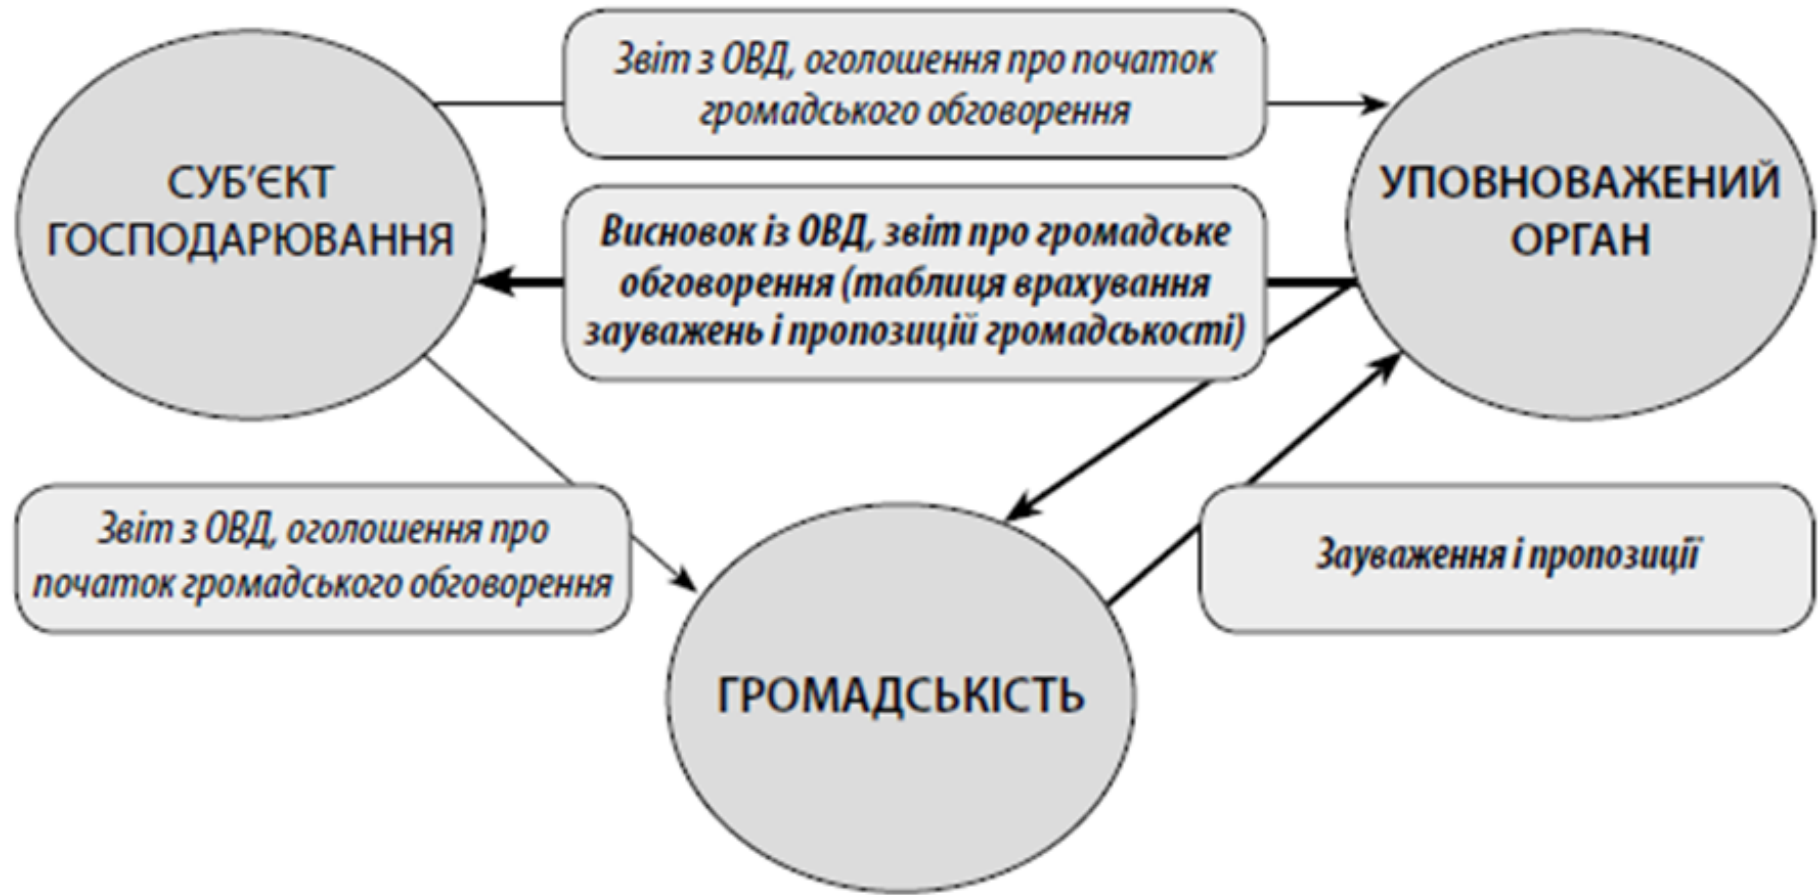 Звіт з ОВД, оголошення про початок
громадського обговорення
СУБ’ЄКТ
ГОСПОДАРЮВАННЯ
УПОВНОВАЖЕНИЙ
ОРГАН
Висновок із ОВД, звіт про громадське
обговорення (таблиця врахування
зауважень і пропозицій громадськості)
Звіт з ОВД, оголошення про
початок громадського обговорення
Зауваження і пропозиції
ГРОМАДСЬКІСТЬ